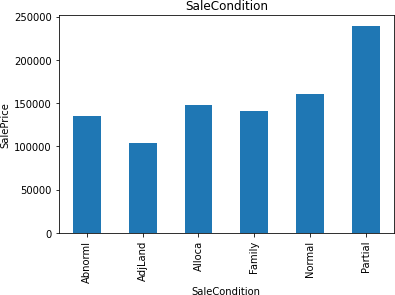 SaleCondition
250000
200000
150000
100000
50000
0
SalePrice
Abnorml
AdjLand
Alloca
Family
Normal
Partial
SaleCondition